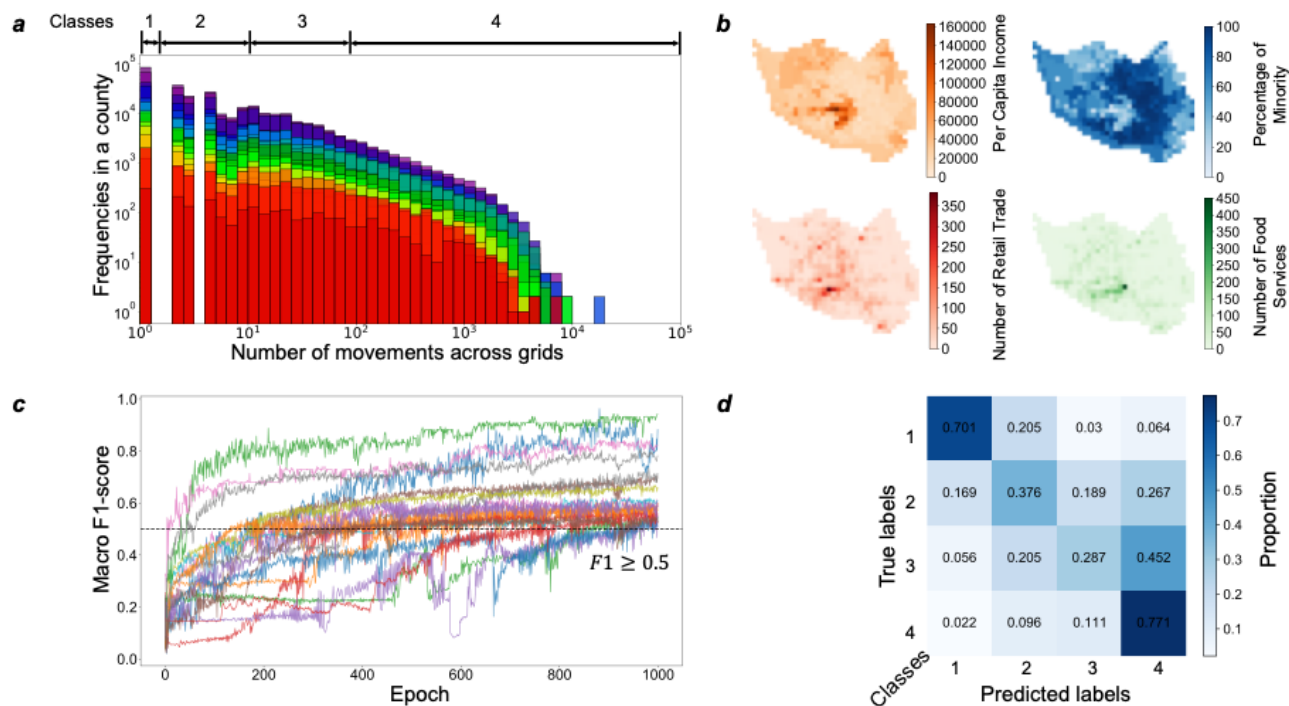 a
Classes 1 2 3 4
Frequencies in a county
10^5
10^4
10^3
10^2
10^1
10^0
10^0 10^1 10^2 10^3 10^4 10^5
Number of movements across grids
b
160000
140000
120000
100000
80000
60000
40000
20000
0
Per Capita Income
100
80
60
40
20
0
Percentage of
Minority
350
300
250
200
150
100
50
0
Number of Retail Trade
450
400
350
300
250
200
150
100
50
0
Number of Food
Services
c
Macro F1-score
1.0
0.8
0.6
0.4
0.2
0.0
F1 ≥ 0.5
0 200 400 600 800 1000
Epoch
d
True labels
1 0.701 0.205 0.03 0.064
2 0.169 0.376 0.189 0.267
3 0.056 0.205 0.287 0.452
4 0.022 0.096 0.111 0.771
Classes 1 2 3 4
Predicted labels
0.7
0.6
0.5
0.4
0.3
0.2
0.1
Proportion